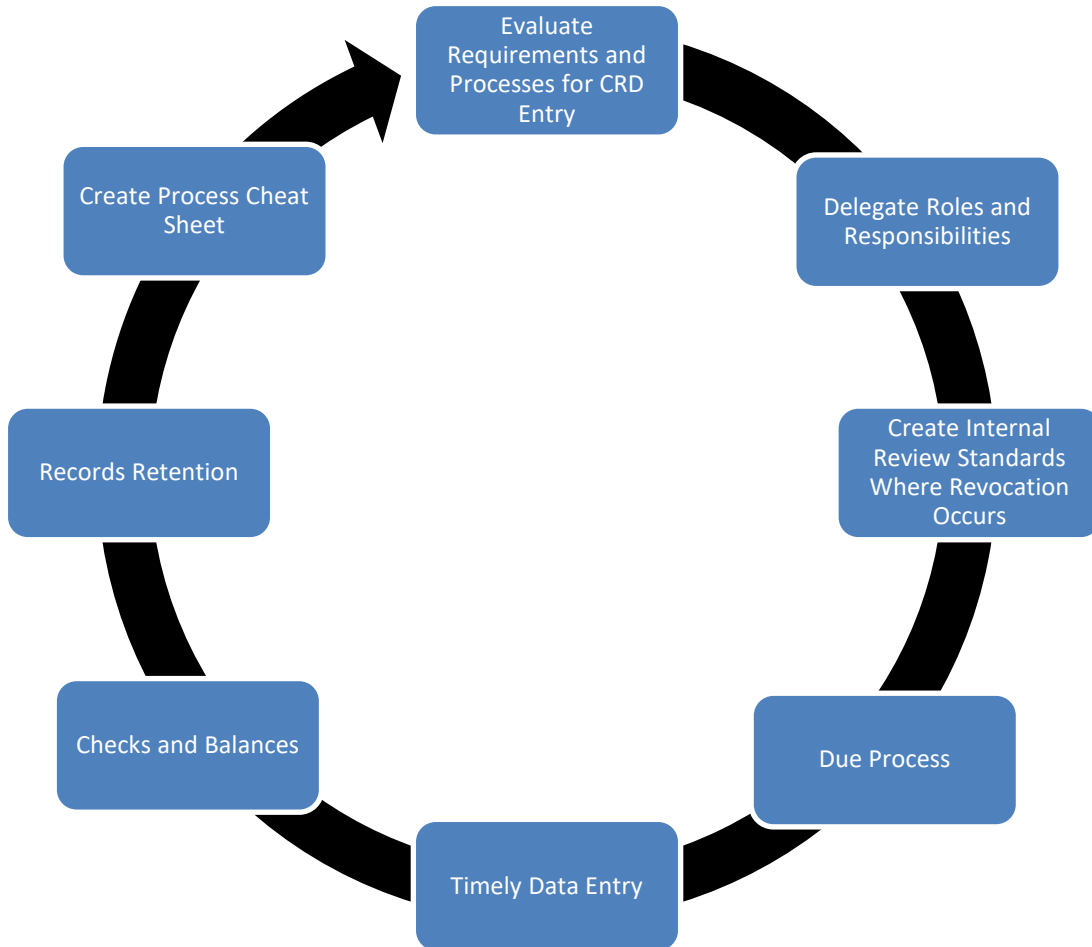 Evaluate
Requirements and
Processes for CRD
Entry
Delegate Roles and
Responsibilities
Create Internal
Review Standards
Where Revocation
Occurs
Due Process
Timely Data Entry
Checks and Balances
Records Retention
Create Process Cheat
Sheet